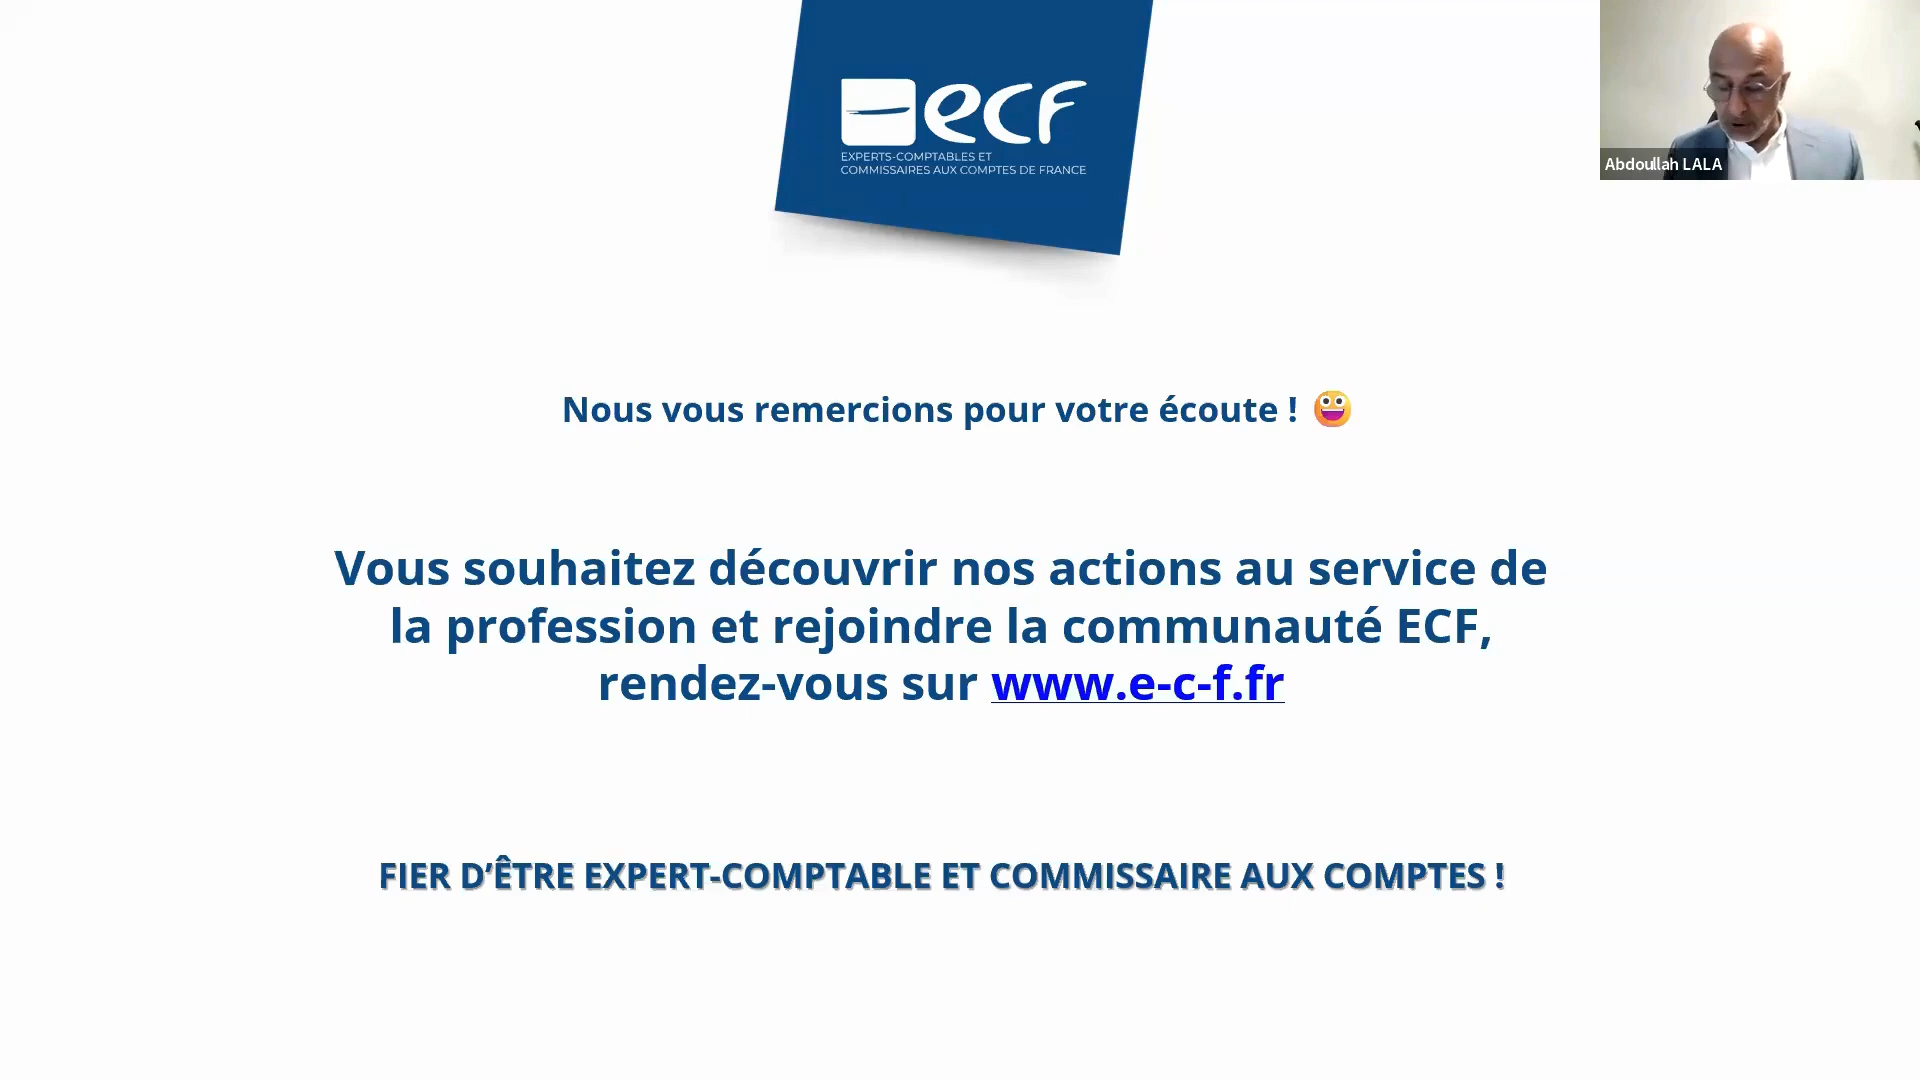 ecf
EXPERTS-COMPTABLES ET
COMMISSAIRES AUX COMPTES DE FRANCE
Abdoullah LALA
Nous vous remercions pour votre écoute ! 😀
Vous souhaitez découvrir nos actions au service de
la profession et rejoindre la communauté ECF,
rendez-vous sur www.e-c-f.fr
FIER D’ÊTRE EXPERT-COMPTABLE ET COMMISSAIRE AUX COMPTES !